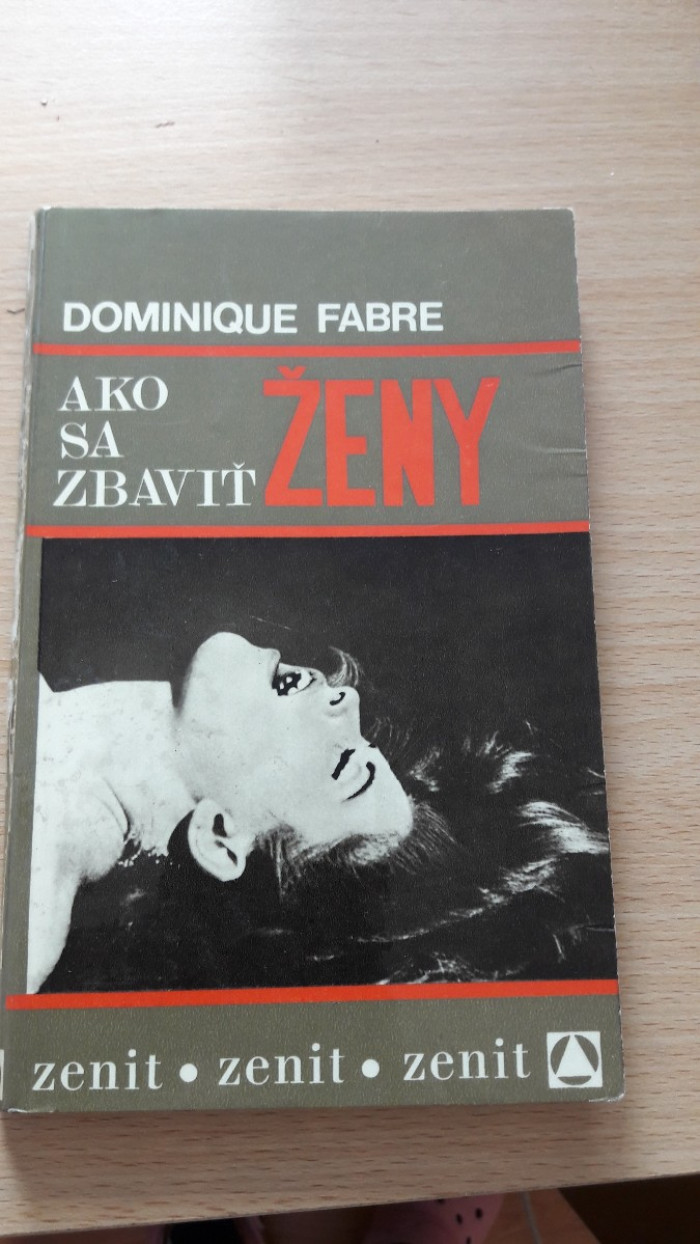 DOMINIQUE FABRE
AKO
SA
ZBAVIŤ ŽENY
zenit • zenit • zenit